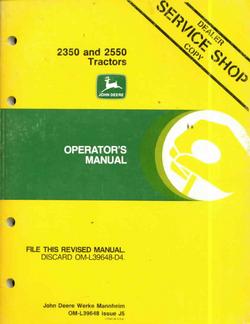 2350 and 2550
Tractors
DEALER
SERVICE SHOP
COPY
JOHN DEERE
OPERATOR'S
MANUAL
FILE THIS REVISED MANUAL.
DISCARD OM-L39648-D4.
John Deere Werke Mannheim
OM-L39648 Issue J5